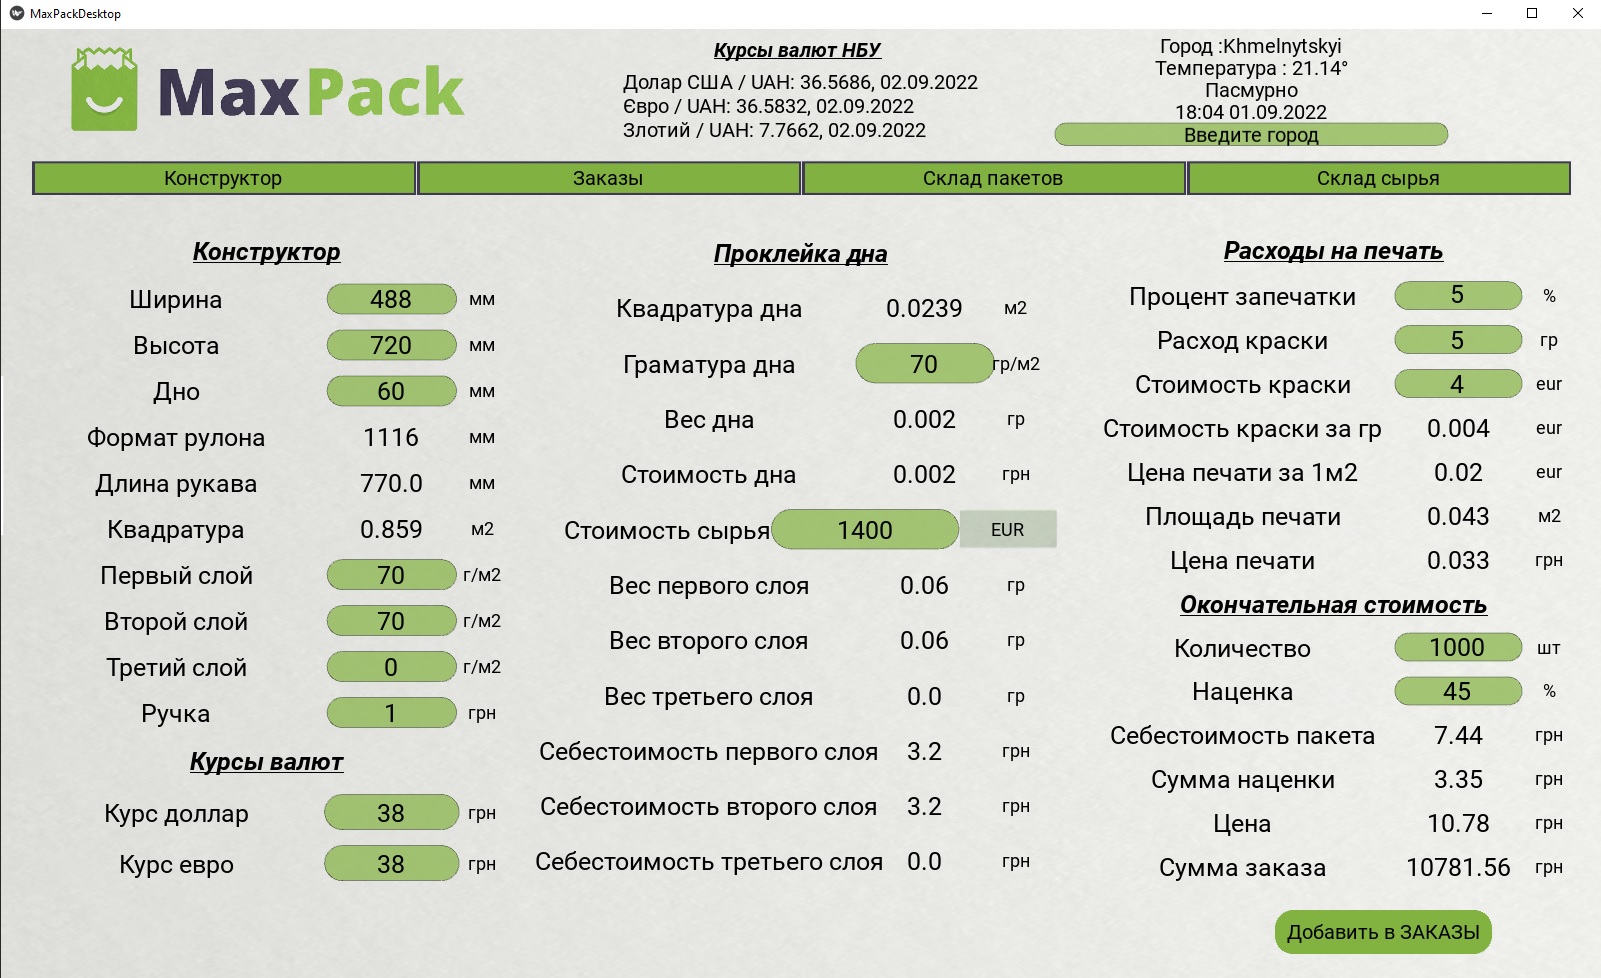 MaxPackDesktop
MaxPack
Курсы валют НБУ
Долар США / UAH: 36.5686, 02.09.2022
Євро / UAH: 36.5832, 02.09.2022
Злотий / UAH: 7.7662, 02.09.2022
Город :Khmelnytskyi
Температура : 21.14°
Пасмурно
18:04 01.09.2022
Введите город
Конструктор
Заказы
Склад пакетов
Склад сырья
Конструктор
Ширина 488 мм
Высота 720 мм
Дно 60 мм
Формат рулона 1116 мм
Длина рукава 770.0 мм
Квадратура 0.859 м2
Первый слой 70 г/м2
Второй слой 70 г/м2
Третий слой 0 г/м2
Ручка 1 грн
Курсы валют
Курс доллар 38 грн
Курс евро 38 грн
Проклейка дна
Квадратура дна 0.0239 м2
Граматура дна 70 гр/м2
Вес дна 0.002 гр
Стоимость дна 0.002 грн
Стоимость сырья 1400 EUR
Вес первого слоя 0.06 гр
Вес второго слоя 0.06 гр
Вес третьего слоя 0.0 гр
Себестоимость первого слоя 3.2 грн
Себестоимость второго слоя 3.2 грн
Себестоимость третьего слоя 0.0 грн
Расходы на печать
Процент запечатки 5 %
Расход краски 5 гр
Стоимость краски 4 eur
Стоимость краски за гр 0.004 eur
Цена печати за 1м2 0.02 eur
Площадь печати 0.043 м2
Цена печати 0.033 грн
Окончательная стоимость
Количество 1000 шт
Наценка 45 %
Себестоимость пакета 7.44 грн
Сумма наценки 3.35 грн
Цена 10.78 грн
Сумма заказа 10781.56 грн
Добавить в ЗАКАЗЫ